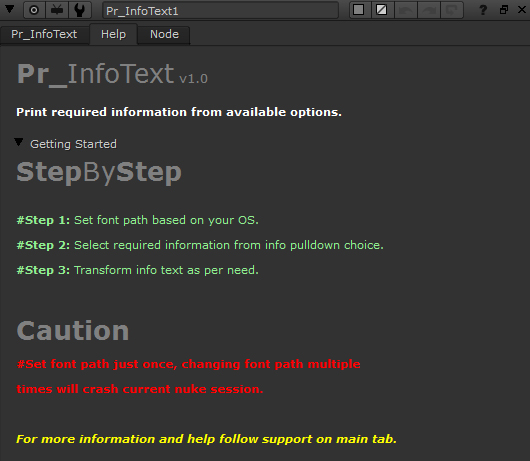 Pr_InfoText1
Pr_InfoText Help Node
Pr_InfoText v1.0
Print required information from available options.
Getting Started
StepByStep
#Step 1: Set font path based on your OS.
#Step 2: Select required information from info pulldown choice.
#Step 3: Transform info text as per need.
Caution
#Set font path just once, changing font path multiple
times will crash current nuke session.
For more information and help follow support on main tab.